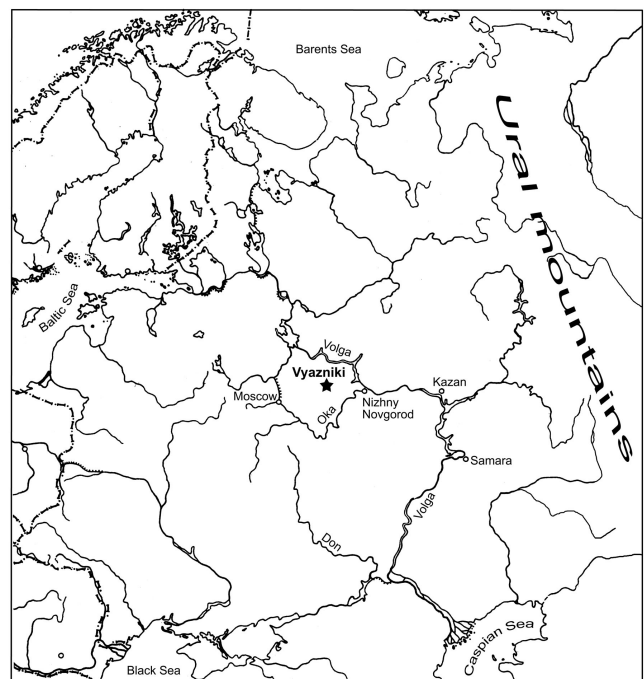 Barents Sea
Ural mountains
Baltic Sea
Volga
Vyazniki
Moscow
Oka
Nizhny
Novgorod
Kazan
Samara
Volga
Don
Caspian Sea
Black Sea